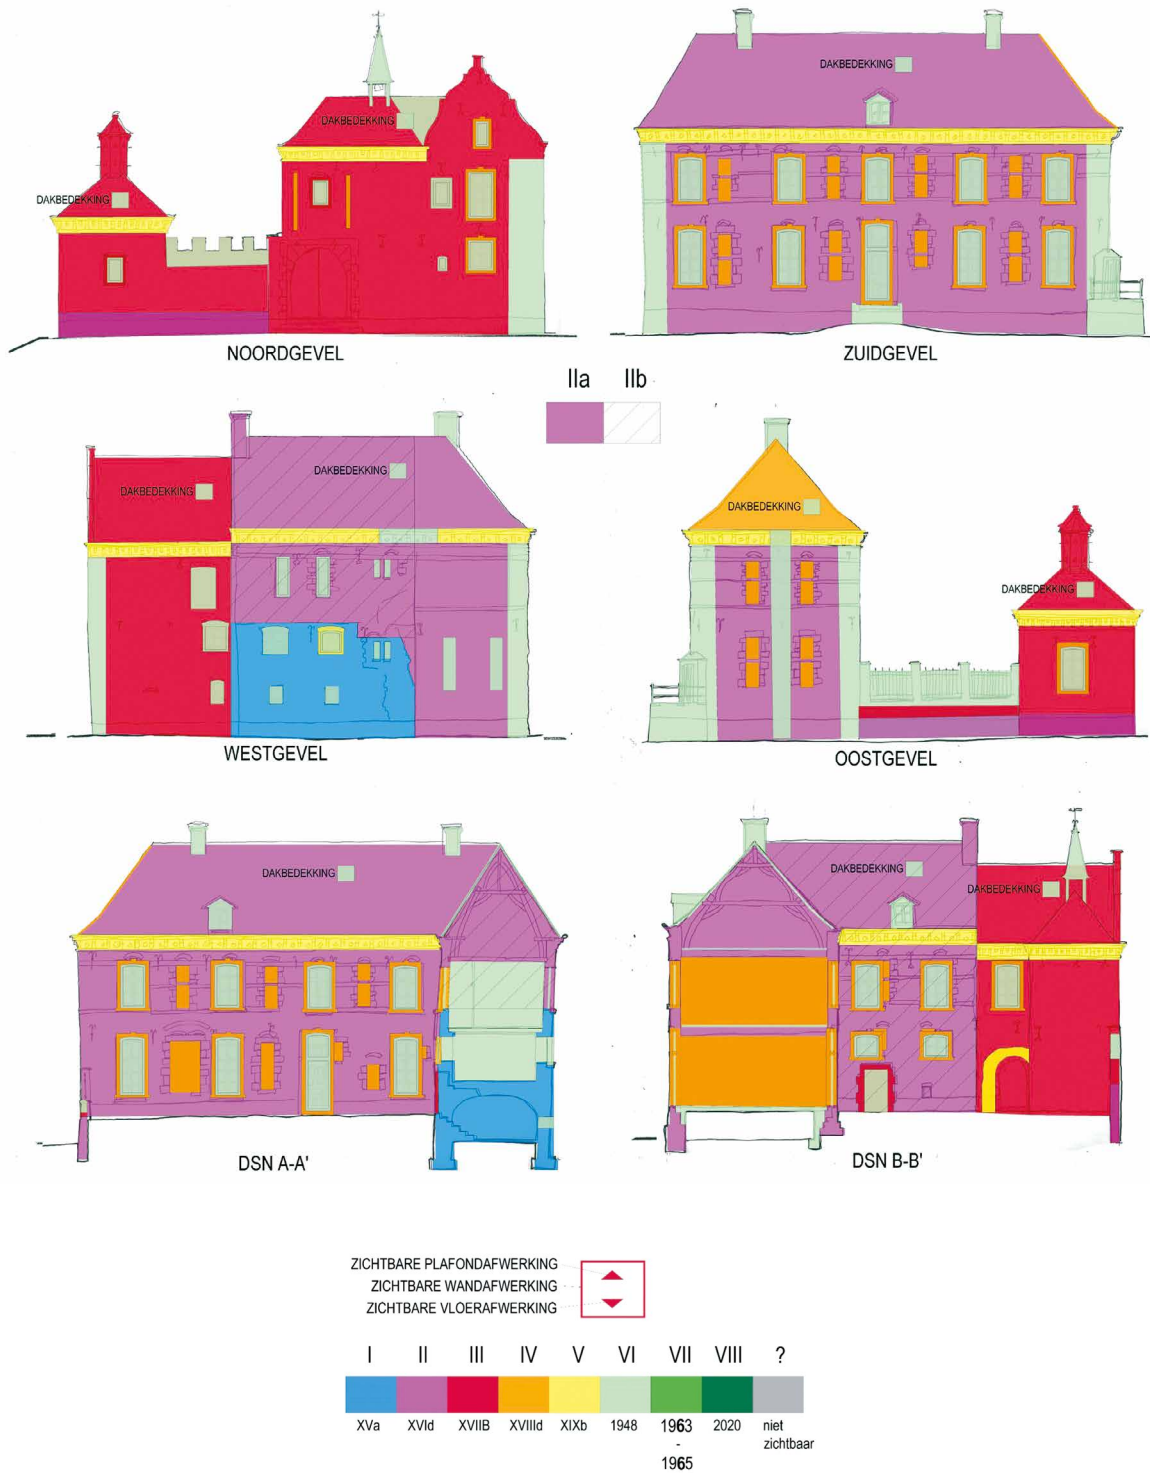 DAKBEDEKKING
DAKBEDEKKING
NOORDGEVEL
DAKBEDEKKING
ZUIDGEVEL
IIa IIb
DAKBEDEKKING
DAKBEDEKKING
WESTGEVEL
DAKBEDEKKING
DAKBEDEKKING
OOSTGEVEL
DAKBEDEKKING
DSN A-A'
DAKBEDEKKING
DAKBEDEKKING
DSN B-B'
ZICHTBARE PLAFONDAFWERKING
ZICHTBARE WANDAFWERKING
ZICHTBARE VLOERAFWERKING
I II III IV V VI VII VIII ?
XVa XVId XVIIB XVIIId XIXb 1948 1963 2020 niet
- zichtbaar
1965